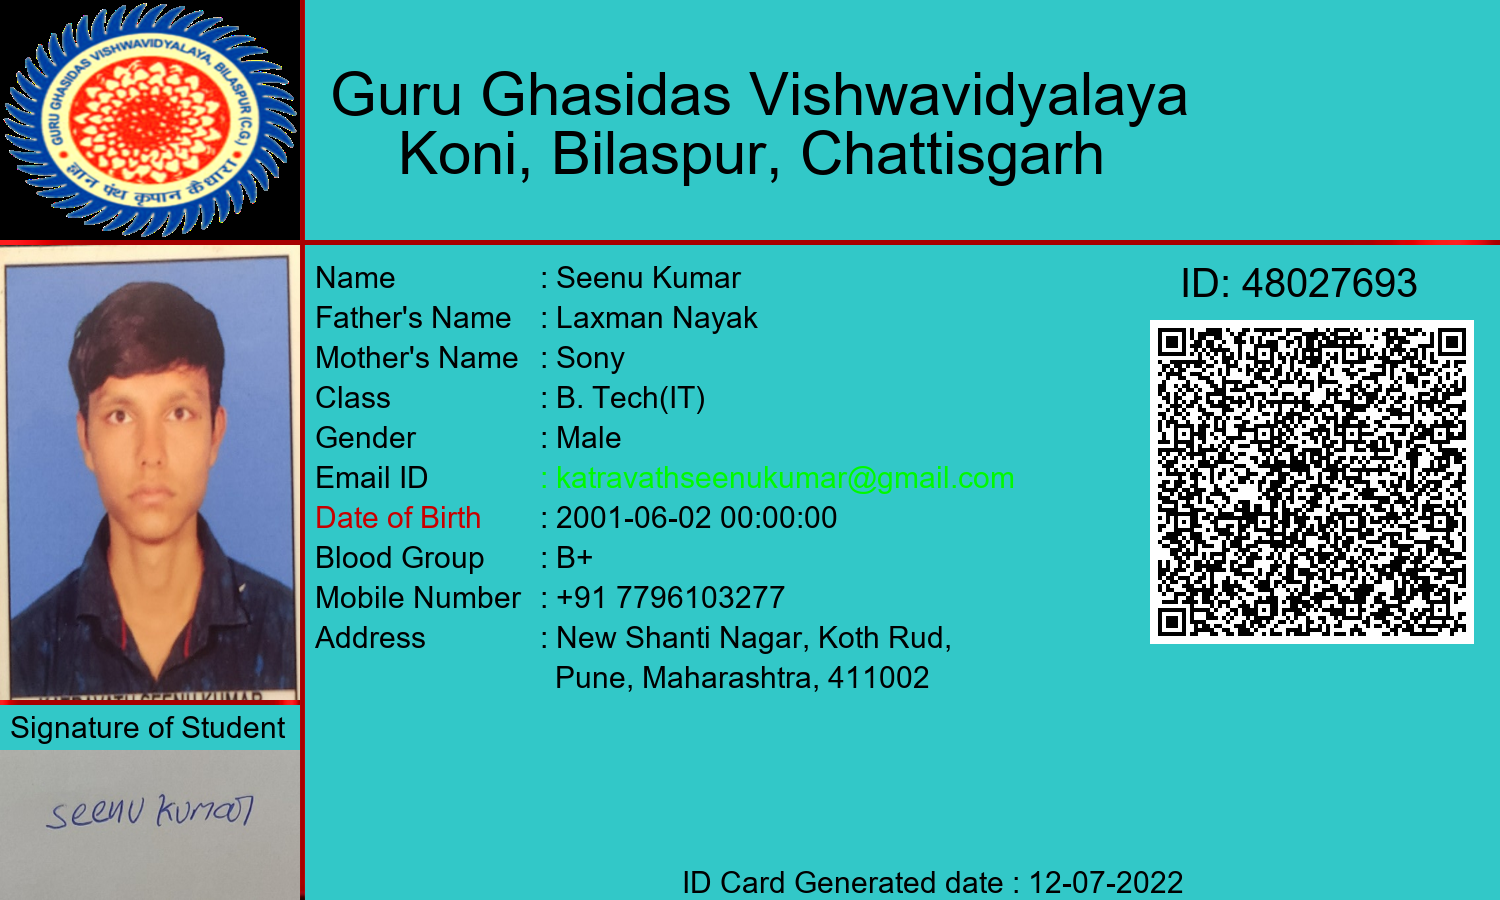 GURU GHASIDAS VISHWAVIDYALAYA, BILASPUR (C.G.)
ज्ञान पंथ कृपान कैधारा
Guru Ghasidas Vishwavidyalaya
Koni, Bilaspur, Chattisgarh
Name : Seenu Kumar
Father's Name : Laxman Nayak
Mother's Name : Sony
Class : B. Tech(IT)
Gender : Male
Email ID : katravathseenukumar@gmail.com
Date of Birth : 2001-06-02 00:00:00
Blood Group : B+
Mobile Number : +91 7796103277
Address : New Shanti Nagar, Koth Rud,
Pune, Maharashtra, 411002
ID: 48027693
KATRAVATH SEENU KUMAR
Signature of Student
seenu kumar
ID Card Generated date : 12-07-2022